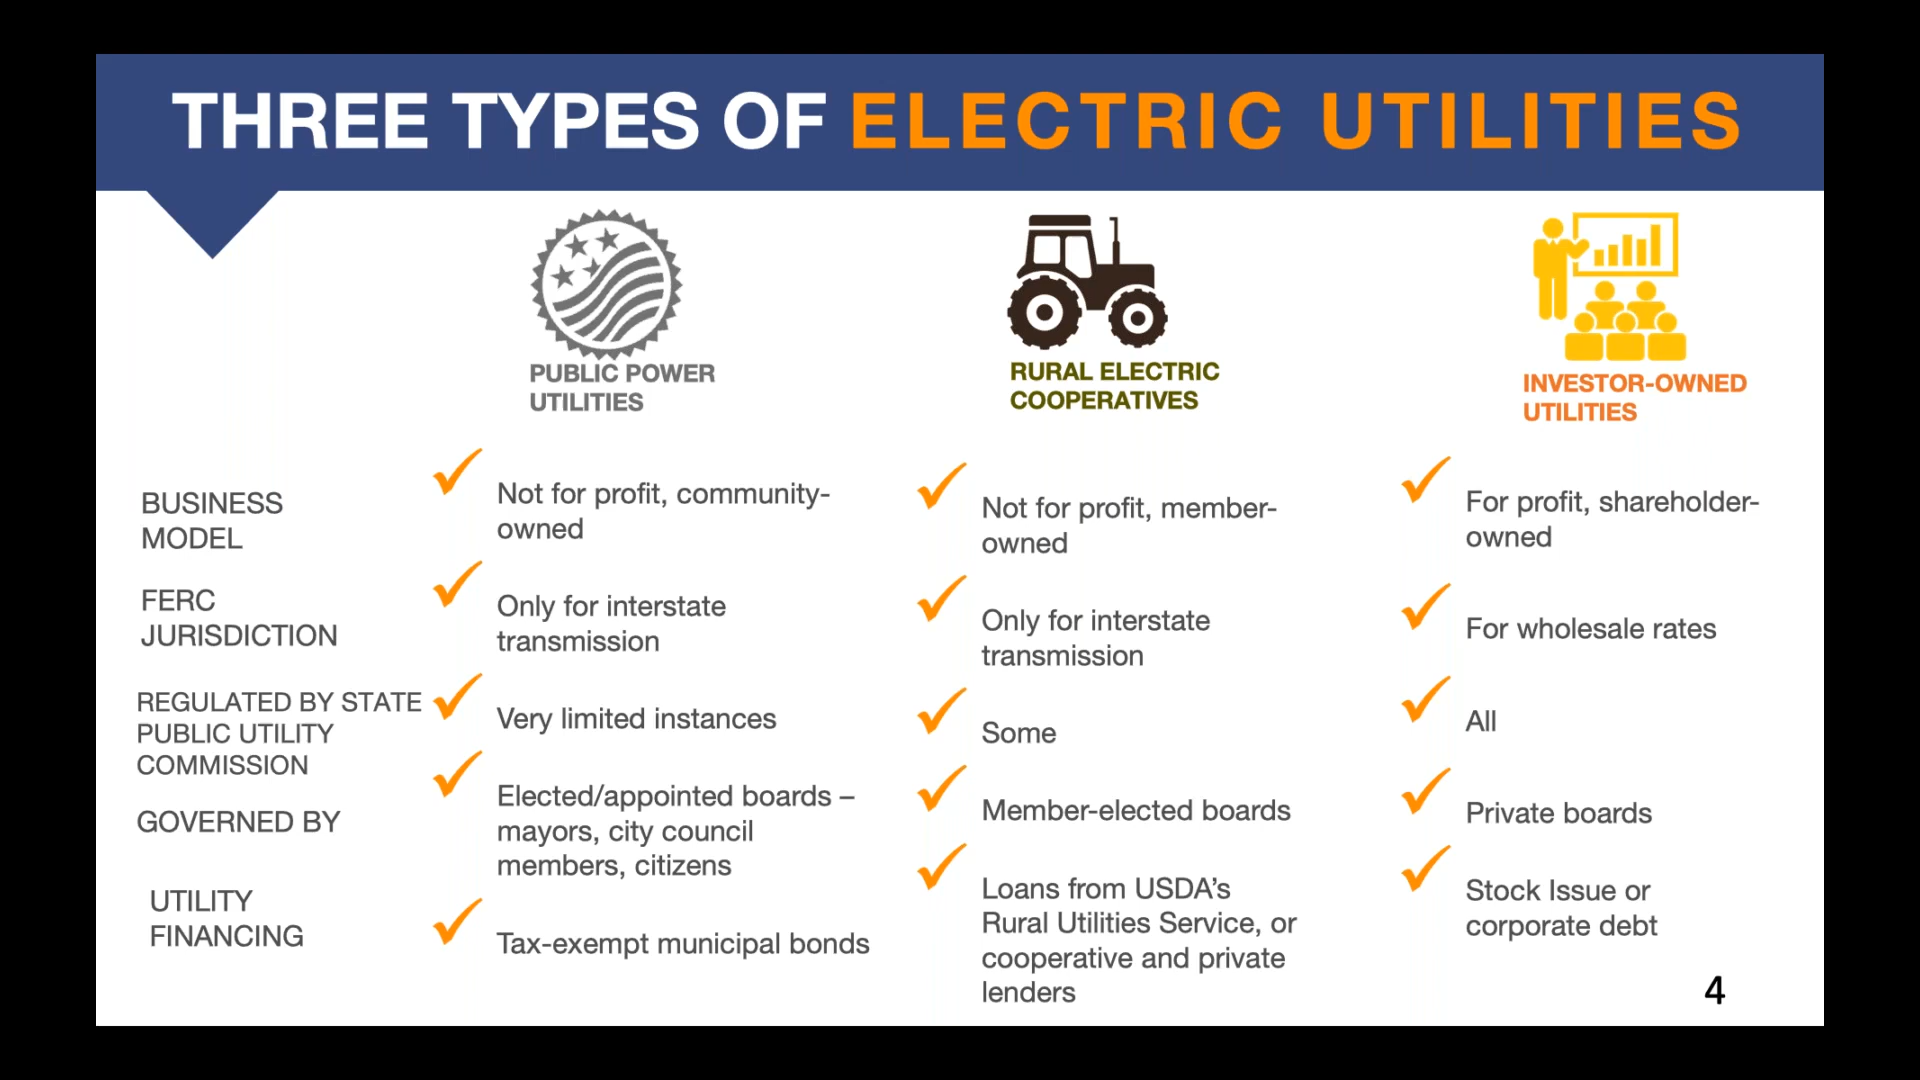 THREE TYPES OF ELECTRIC UTILITIES
PUBLIC POWER
UTILITIES
RURAL ELECTRIC
COOPERATIVES
INVESTOR-OWNED
UTILITIES
BUSINESS
MODEL
Not for profit, community-
owned
Not for profit, member-
owned
For profit, shareholder-
owned
FERC
JURISDICTION
Only for interstate
transmission
Only for interstate
transmission
For wholesale rates
REGULATED BY STATE
PUBLIC UTILITY
COMMISSION
Very limited instances
Some
All
GOVERNED BY
Elected/appointed boards –
mayors, city council
members, citizens
Member-elected boards
Private boards
UTILITY
FINANCING
Tax-exempt municipal bonds
Loans from USDA’s
Rural Utilities Service, or
cooperative and private
lenders
Stock Issue or
corporate debt
4